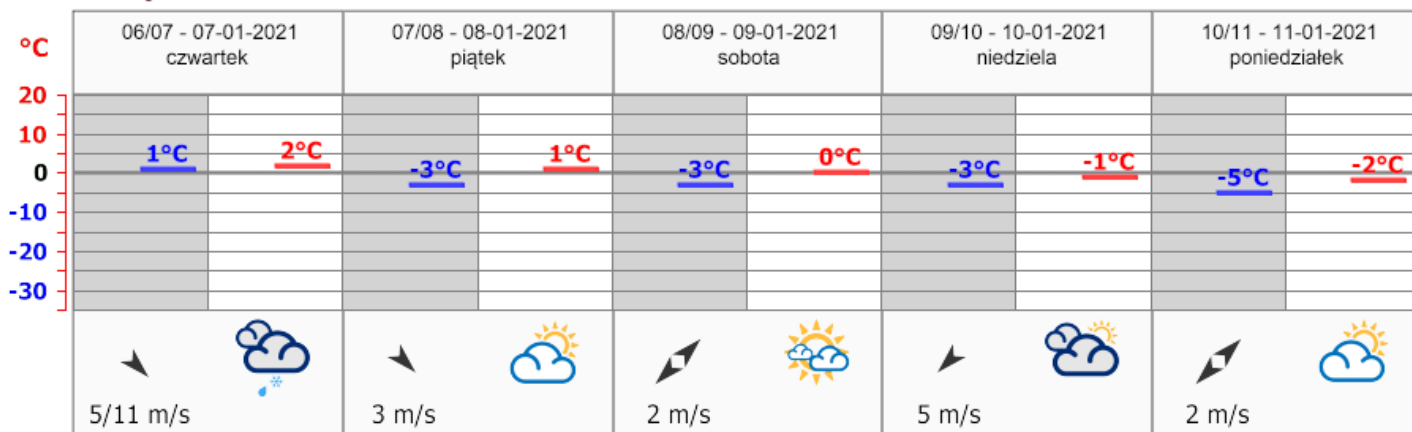 06/07 - 07-01-2021
czwartek
07/08 - 08-01-2021
piątek
08/09 - 09-01-2021
sobota
09/10 - 10-01-2021
niedziela
10/11 - 11-01-2021
poniedziałek
°C
20
10
0
-10
-20
-30
1°C
2°C
-3°C
1°C
-3°C
0°C
-3°C
-1°C
-5°C
-2°C
5/11 m/s
3 m/s
2 m/s
5 m/s
2 m/s